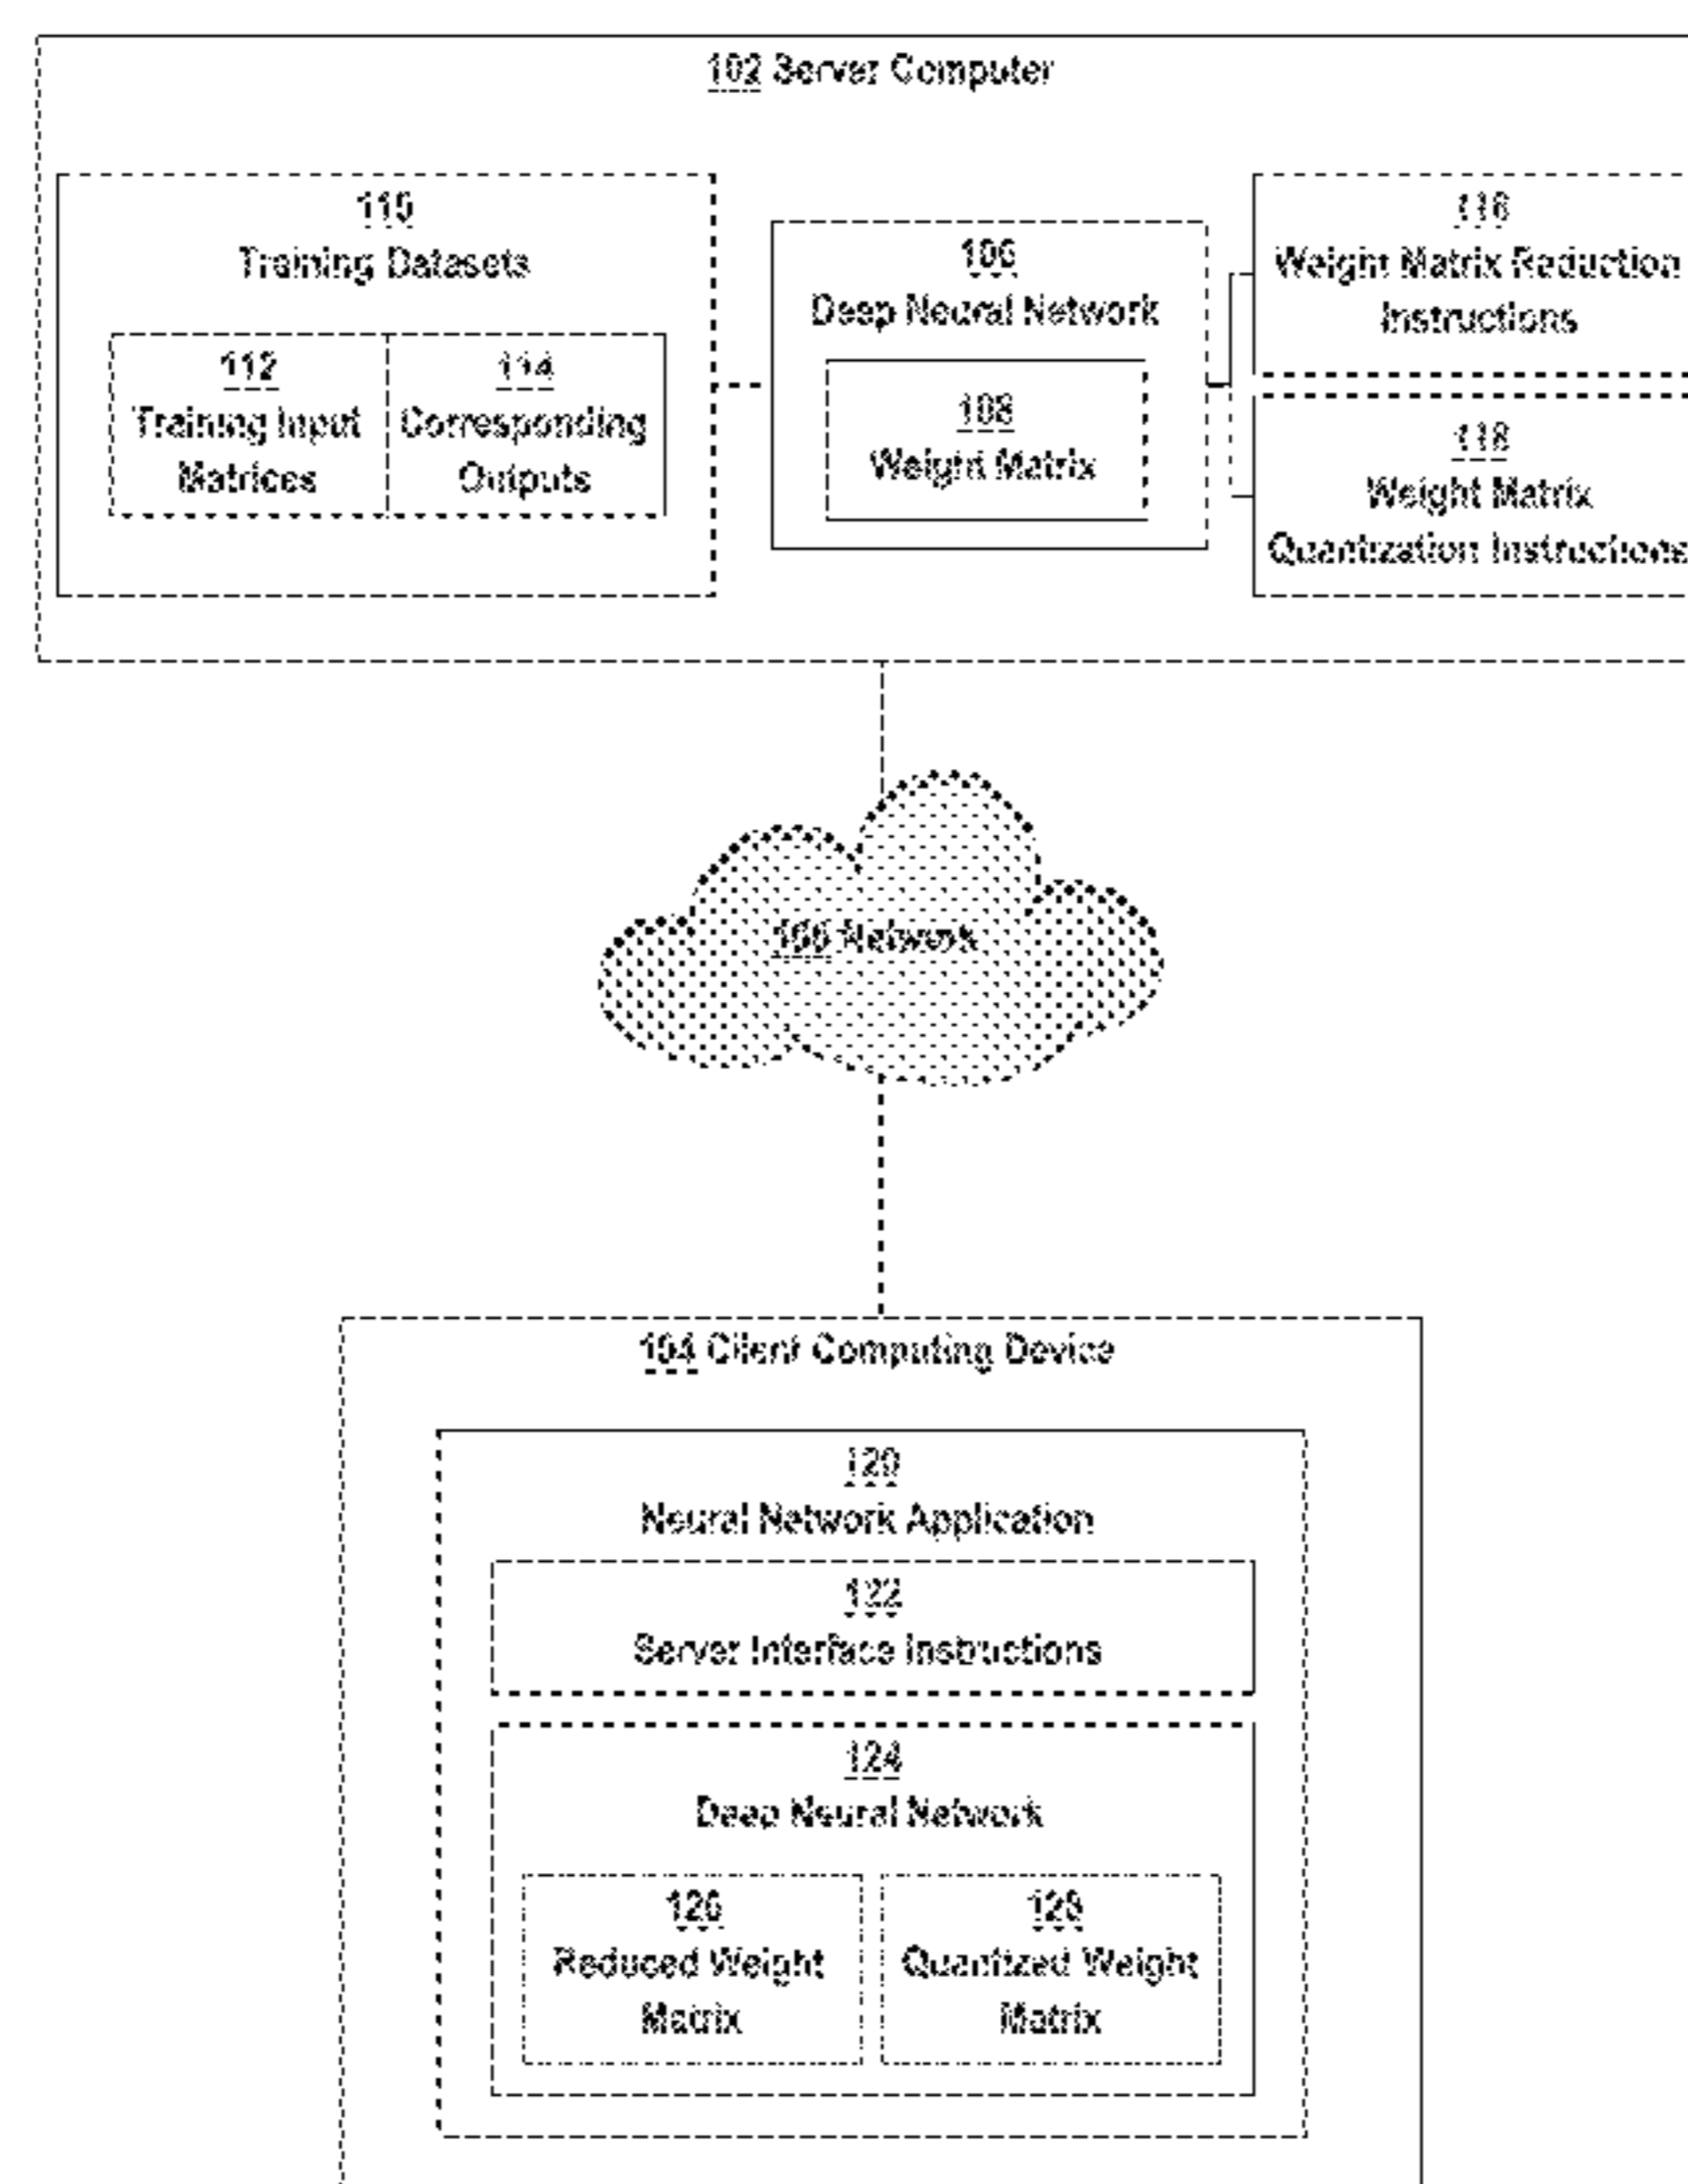 102 Server Computer
110
Training Datasets
112
Training Input
Matrices
114
Corresponding
Outputs
106
Deep Neural Network
108
Weight Matrix
116
Weight Matrix Reduction
Instructions
118
Weight Matrix
Quantization Instructions
Network
104 Client Computing Device
120
Neural Network Application
122
Server Interface Instructions
124
Deep Neural Network
126
Reduced Weight
Matrix
128
Quantized Weight
Matrix